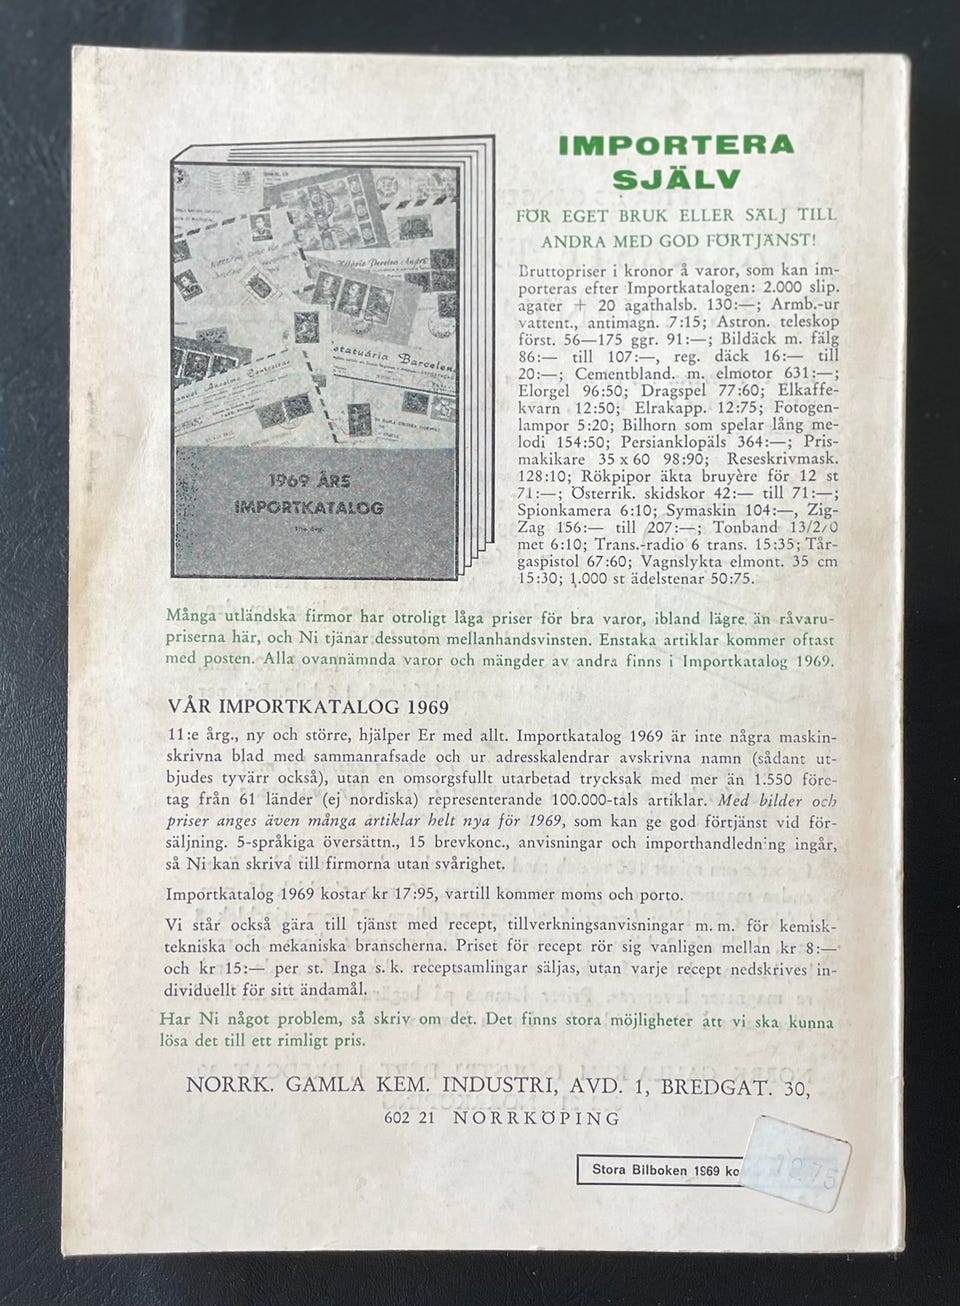 IMPORTERA
SJÄLV
FÖR EGET BRUK ELLER SÄLJ TILL
ANDRA MED GOD FÖRTJÄNST!
Bruttopriser i kronor å varor, som kan im-
porteras efter Importkatalogen: 2.000 slip.
agater + 20 agathalsb. 130:—; Armb.-ur
vattent., antimagn. 7:15; Astron. teleskop
först. 56—175 ggr. 91:—; Bildäck m. fälg
86:— till 107:—, reg. däck 16:— till
20:—; Cementbland. m. elmotor 631:—;
Elorgel 96:50; Dragspel 77:60; Elkaffe-
kvarn 12:50; Elrakapp. 12:75; Fotogen-
lampor 5:20; Bilhorn som spelar lång me-
lodi 154:50; Persianklopäls 364:—; Pris-
makikare 35 x 60 98:90; Reseskrivmask.
128:10; Rökpipor äkta bruyère för 12 st
71:—; Österrik. skidskor 42:— till 71:—;
Spionkamera 6:10; Symaskin 104:—, Zig-
Zag 156:— till 207:—; Tonband 13/270
met 6:10; Trans.-radio 6 trans. 15:35; Tår-
gaspistol 67:60; Vagnslykta elmont. 35 cm
15:30; 1.000 st ädelstenar 50:75.
1969 ÅRS
IMPORTKATALOG
Många utländska firmor har otroligt låga priser för bra varor, ibland lägre än råvaru-
priserna här, och Ni tjänar dessutom mellanhandsvinsten. Enstaka artiklar kommer oftast
med posten. Alla ovannämnda varor och mängder av andra finns i Importkatalog 1969.
VÅR IMPORTKATALOG 1969
11:e årg., ny och större, hjälper Er med allt. Importkatalog 1969 är inte några maskin-
skrivna blad med sammanrafsade och ur adresskalendrar avskrivna namn (sådant ut-
bjudes tyvärr också), utan en omsorgsfullt utarbetad trycksak med mer än 1.550 före-
tag från 61 länder (ej nordiska) representerande 100.000-tals artiklar. Med bilder och
priser anges även många artiklar helt nya för 1969, som kan ge god förtjänst vid för-
säljning. 5-språkiga översättn., 15 brevkonc., anvisningar och importhandledning ingår,
så Ni kan skriva till firmorna utan svårighet.
Importkatalog 1969 kostar kr 17:95, vartill kommer moms och porto.
Vi står också gära till tjänst med recept, tillverkningsanvisningar m. m. för kemisk-
tekniska och mekaniska branscherna. Priset för recept rör sig vanligen mellan kr 8:—
och kr 15:— per st. Inga s. k. receptsamlingar säljas, utan varje recept nedskrives in-
dividuellt för sitt ändamål.
Har Ni något problem, så skriv om det. Det finns stora möjligheter att vi ska kunna
lösa det till ett rimligt pris.
NORRK. GAMLA KEM. INDUSTRI, AVD. 1, BREDGAT. 30,
602 21 NORRKÖPING
Stora Bilboken 1969 ko